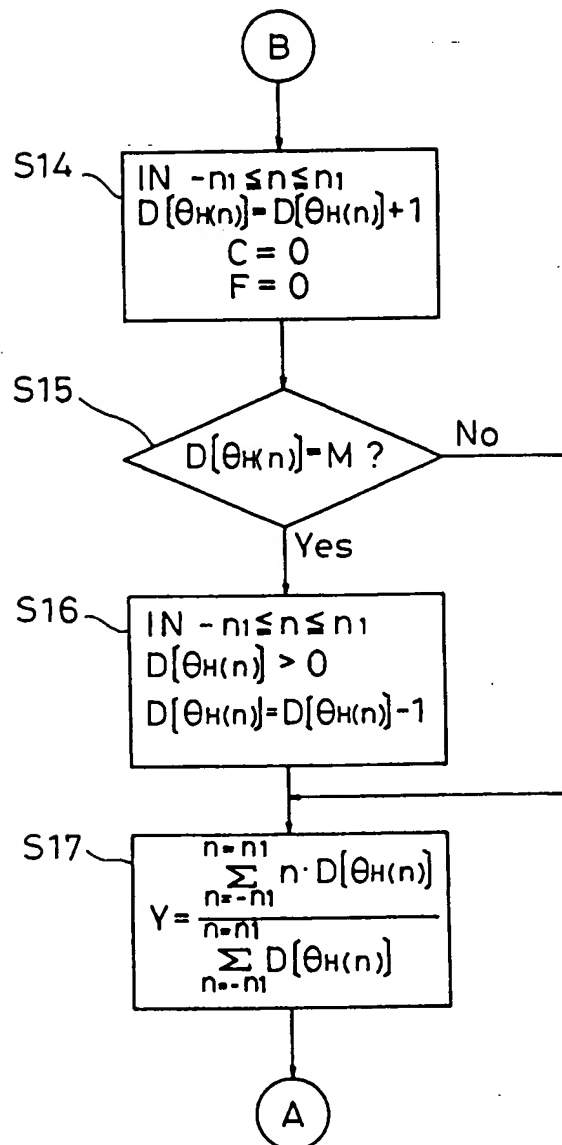 B
S14
IN -n1≦n≦n1
D[θH(n)]=D[θH(n)]+1
C=0
F=0
S15
D[θH(n)]=M ?
No
Yes
S16
IN -n1≦n≦n1
D[θH(n)] > 0
D[θH(n)]=D[θH(n)]-1
S17
n=n1
Σ n·D[θH(n)]
n=-n1
Y=
n=n1
Σ D[θH(n)]
n=-n1
A